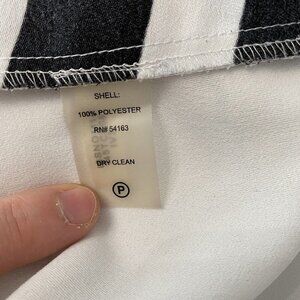 SHELL:
100% POLYESTER
RN# 54163
DRY CLEAN
P